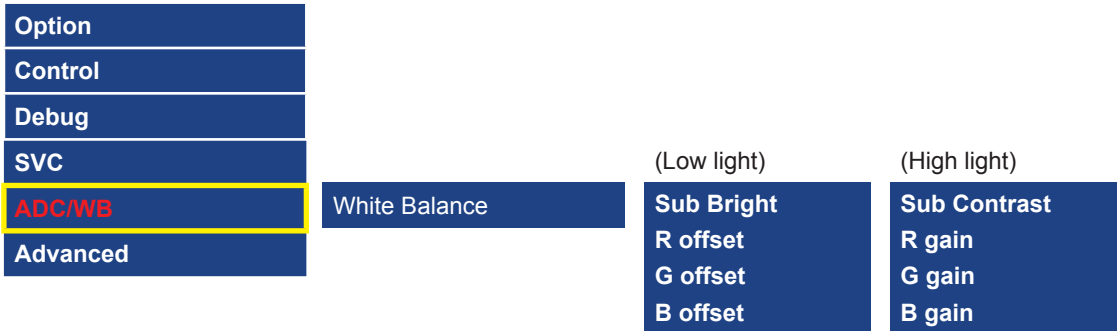 Option
Control
Debug
SVC
ADC/WB
Advanced
White Balance
(Low light)
Sub Bright
R offset
G offset
B offset
(High light)
Sub Contrast
R gain
G gain
B gain